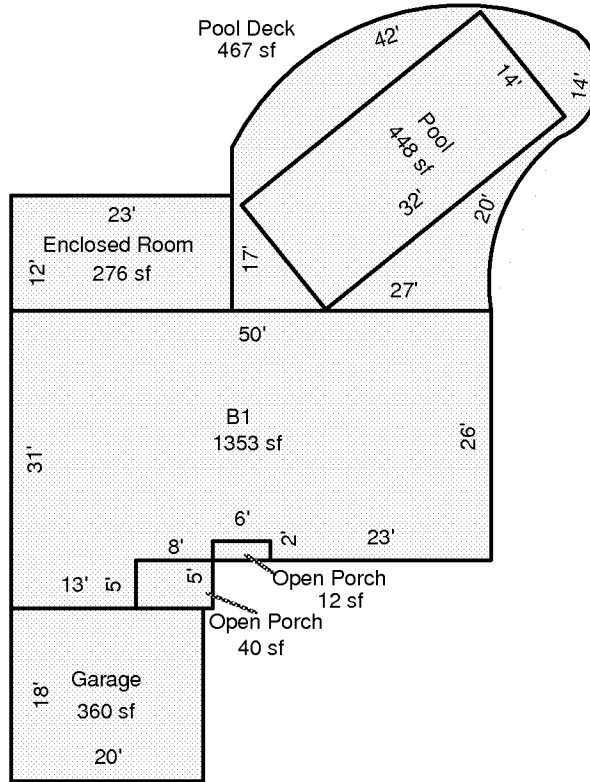 Pool Deck
467 sf
42'
14'
14'
Pool
448 sf
32'
20'
23'
Enclosed Room
276 sf
12'
17'
27'
50'
B1
1353 sf
31'
26'
6'
2'
23'
8'
13'
5'
5'
Open Porch
12 sf
Open Porch
40 sf
Garage
360 sf
18'
20'